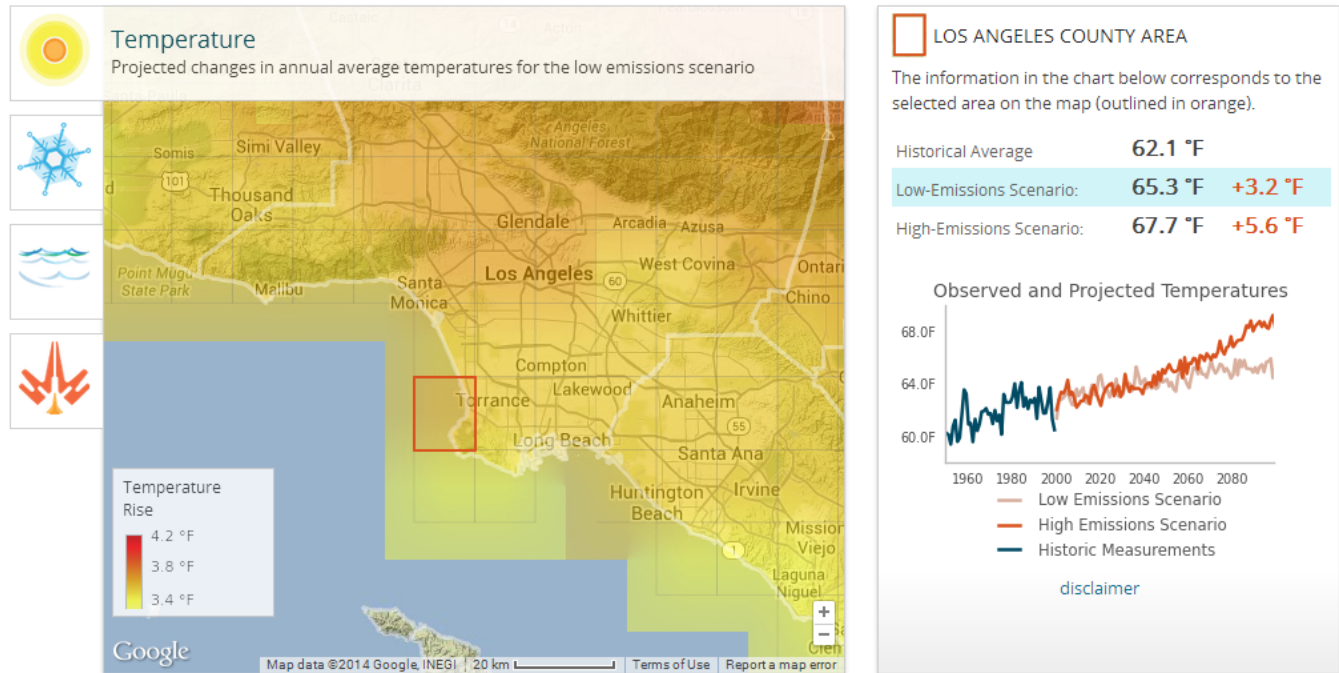 Temperature
Projected changes in annual average temperatures for the low emissions scenario
Somis
Simi Valley
Angeles
National Forest
101
Thousand
Oaks
Glendale
Arcadia
Azusa
Point Mugu
State Park
Malibu
Santa
Monica
Los Angeles
60
West Covina
Ontari
Chino
Whittier
Compton
Lakewood
Torrance
Anaheim
55
Long Beach
Santa Ana
Huntington
Beach
Irvine
1
Mission
Viejo
Laguna
Niguel
Temperature
Rise
4.2 °F
3.8 °F
3.4 °F
+
−
Google
Map data ©2014 Google, INEGI
20 km
Terms of Use
Report a map error
LOS ANGELES COUNTY AREA
The information in the chart below corresponds to the
selected area on the map (outlined in orange).
Historical Average 62.1 °F
Low-Emissions Scenario: 65.3 °F +3.2 °F
High-Emissions Scenario: 67.7 °F +5.6 °F
Observed and Projected Temperatures
68.0F
64.0F
60.0F
1960 1980 2000 2020 2040 2060 2080
Low Emissions Scenario
High Emissions Scenario
Historic Measurements
disclaimer